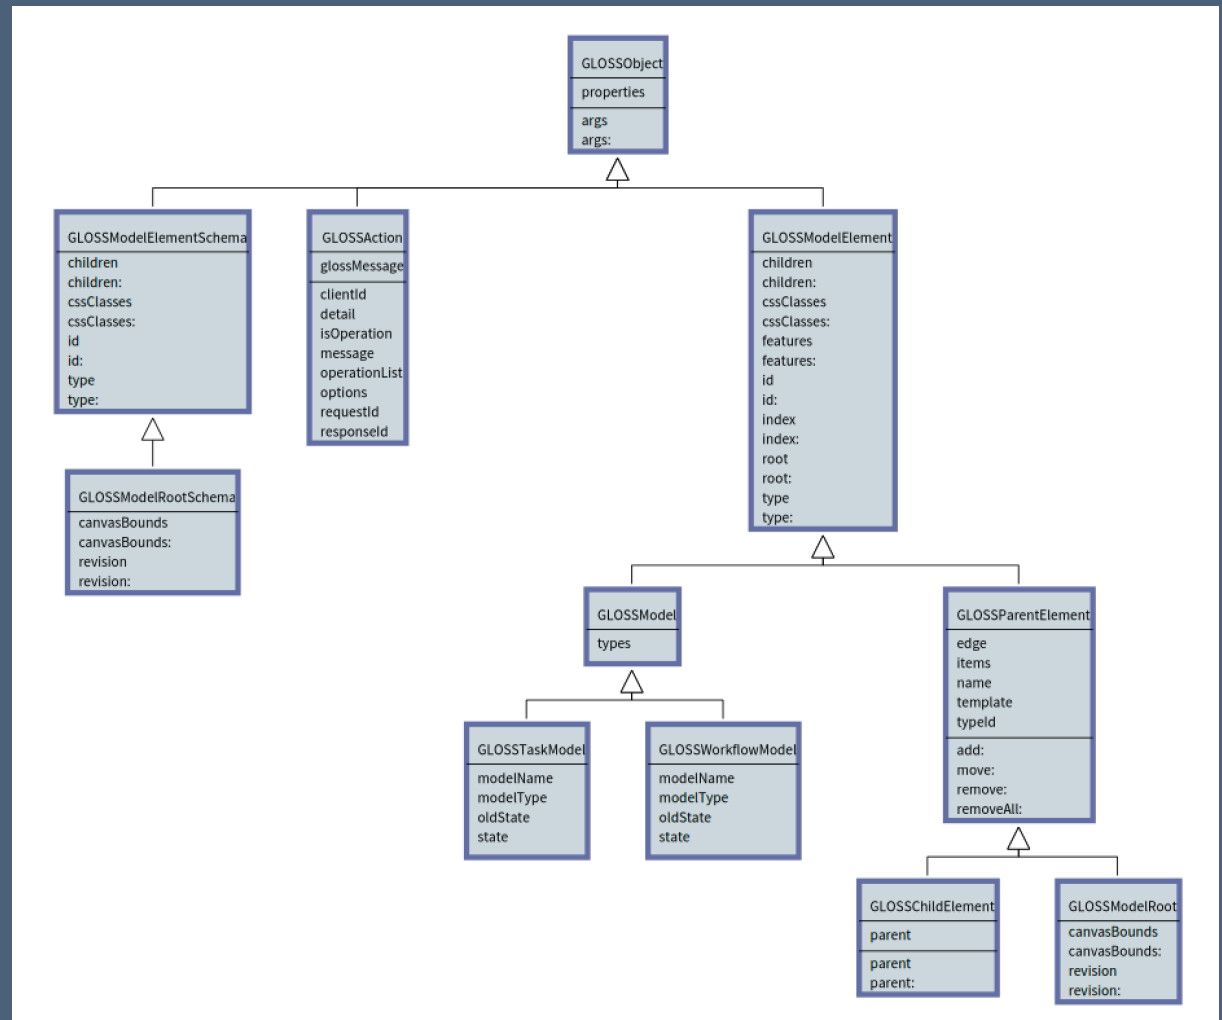 GLOSSObject
properties
args
args:
GLOSSModelElementSchema
children
children:
cssClasses
cssClasses:
id
id:
type
type:
GLOSSAction
glossMessage
clientId
detail
isOperation
message
operationList
options
requestId
responseId
GLOSSModelElement
children
children:
cssClasses
cssClasses:
features
features:
id
id:
index
index:
root
root:
type
type:
GLOSSModelRootSchema
canvasBounds
canvasBounds:
revision
revision:
GLOSSModel
types
GLOSSParentElement
edge
items
name
template
typeId
add:
move:
remove:
removeAll:
GLOSSTaskModel
modelName
modelType
oldState
state
GLOSSWorkflowModel
modelName
modelType
oldState
state
GLOSSChildElement
parent
parent
parent:
GLOSSModelRoot
canvasBounds
canvasBounds:
revision
revision: